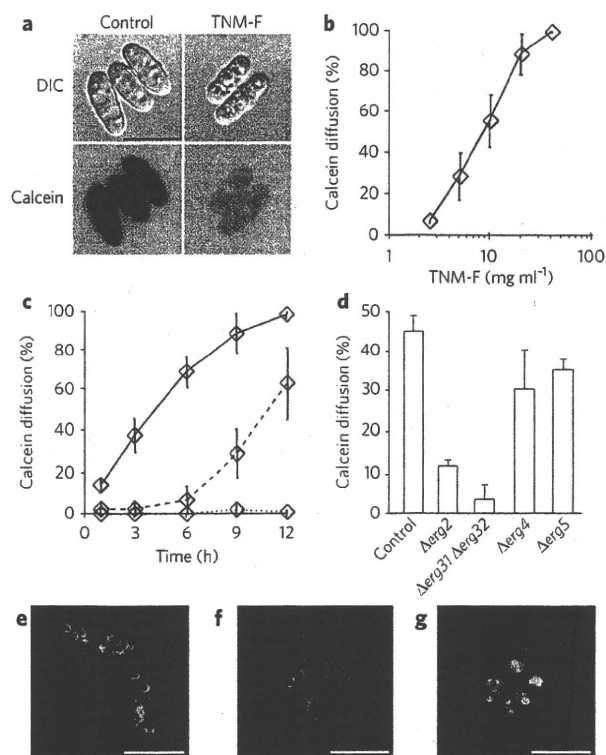 a
Control
TNM-F
DIC
Calcein
b
Calcein diffusion (%)
100
80
60
40
20
0
1
10
100
TNM-F (mg ml⁻¹)
c
Calcein diffusion (%)
100
80
60
40
20
0
0
3
6
9
12
Time (h)
d
Calcein diffusion (%)
50
40
30
20
10
0
Control
Δerg2
Δerg31 Δerg32
Δerg4
Δerg5
e
f
g